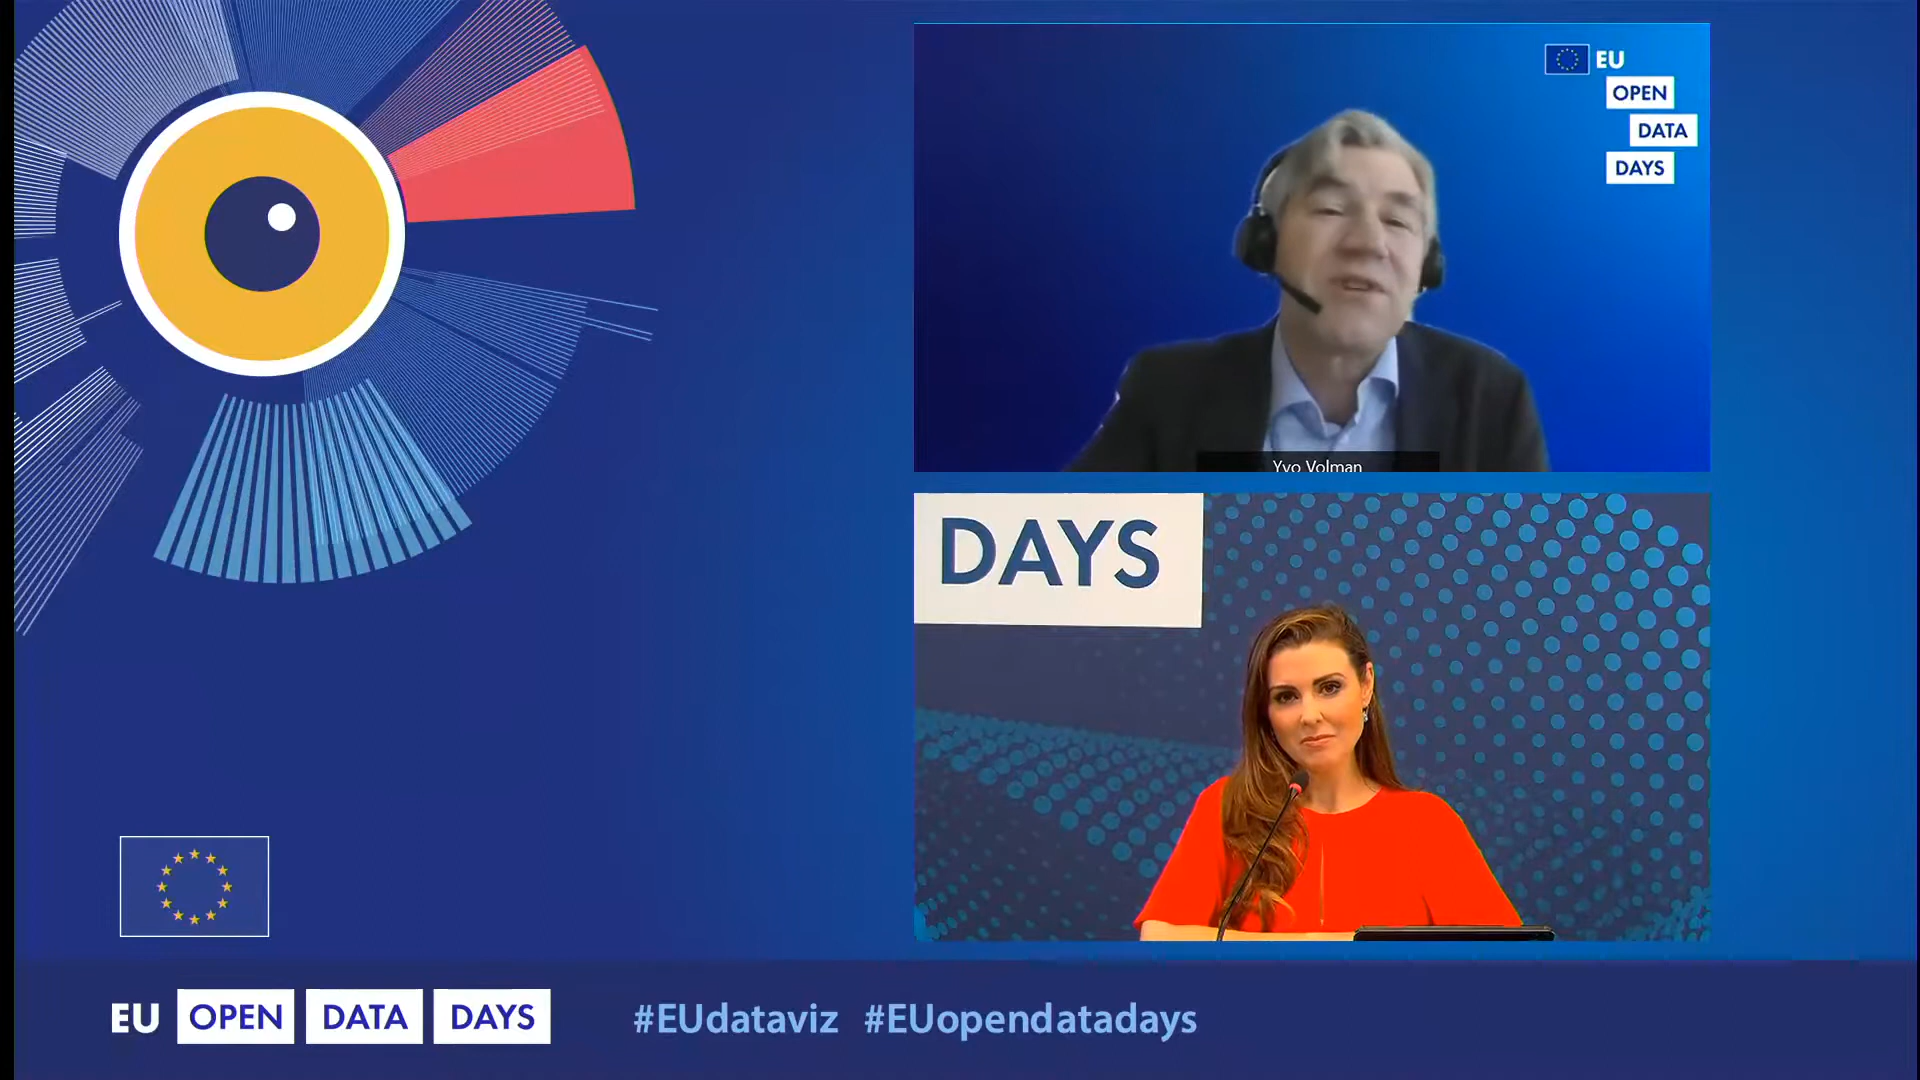 EU
OPEN
DATA
DAYS
Yvo Volman
DAYS
EU OPEN DATA DAYS #EUdataviz #EUopendatadays